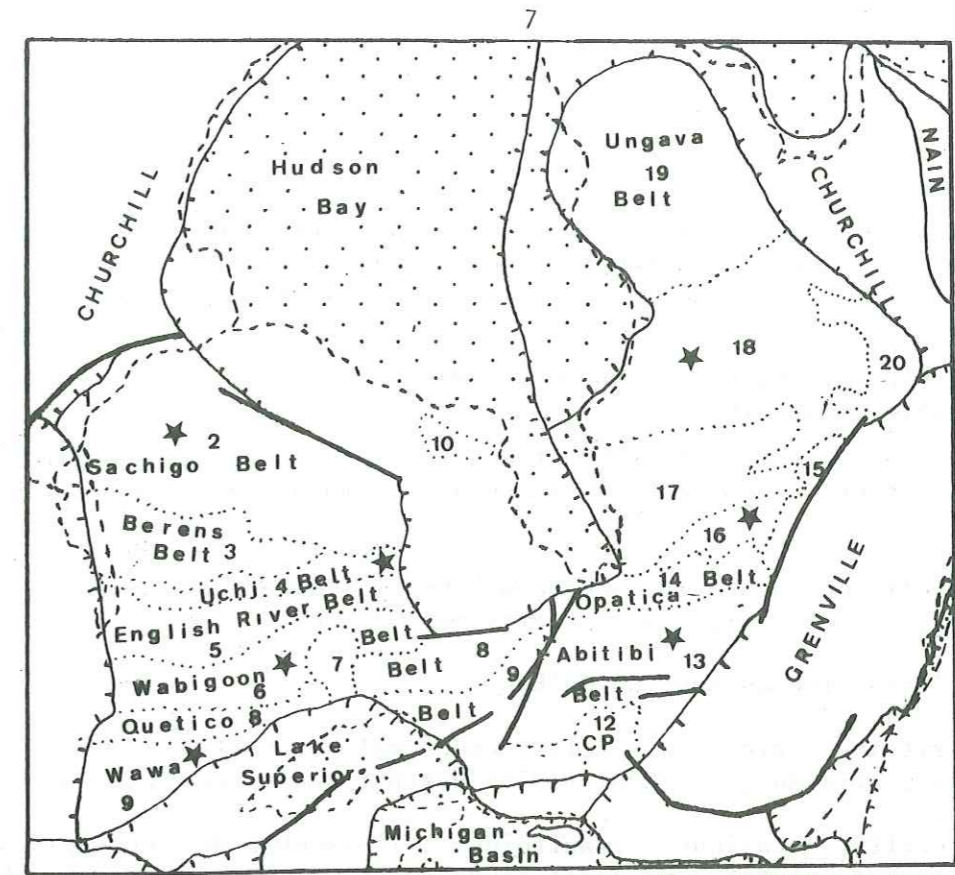 7
Hudson
Bay
Ungava
19
Belt
CHURCHILL
CHURCHILL
NAIN
18
20
10
2
Sachigo Belt
15
17
16
Berens
Belt 3
Uchi 4 Belt
14 Belt
Opatica
English River Belt
5
Belt
7
Belt 8
9
Abitibi
13
Belt
GRENVILLE
Wabigoon
6
Quetico 8
Belt
12
CP
Lake
Superior
Wawa
9
Michigan
Basin